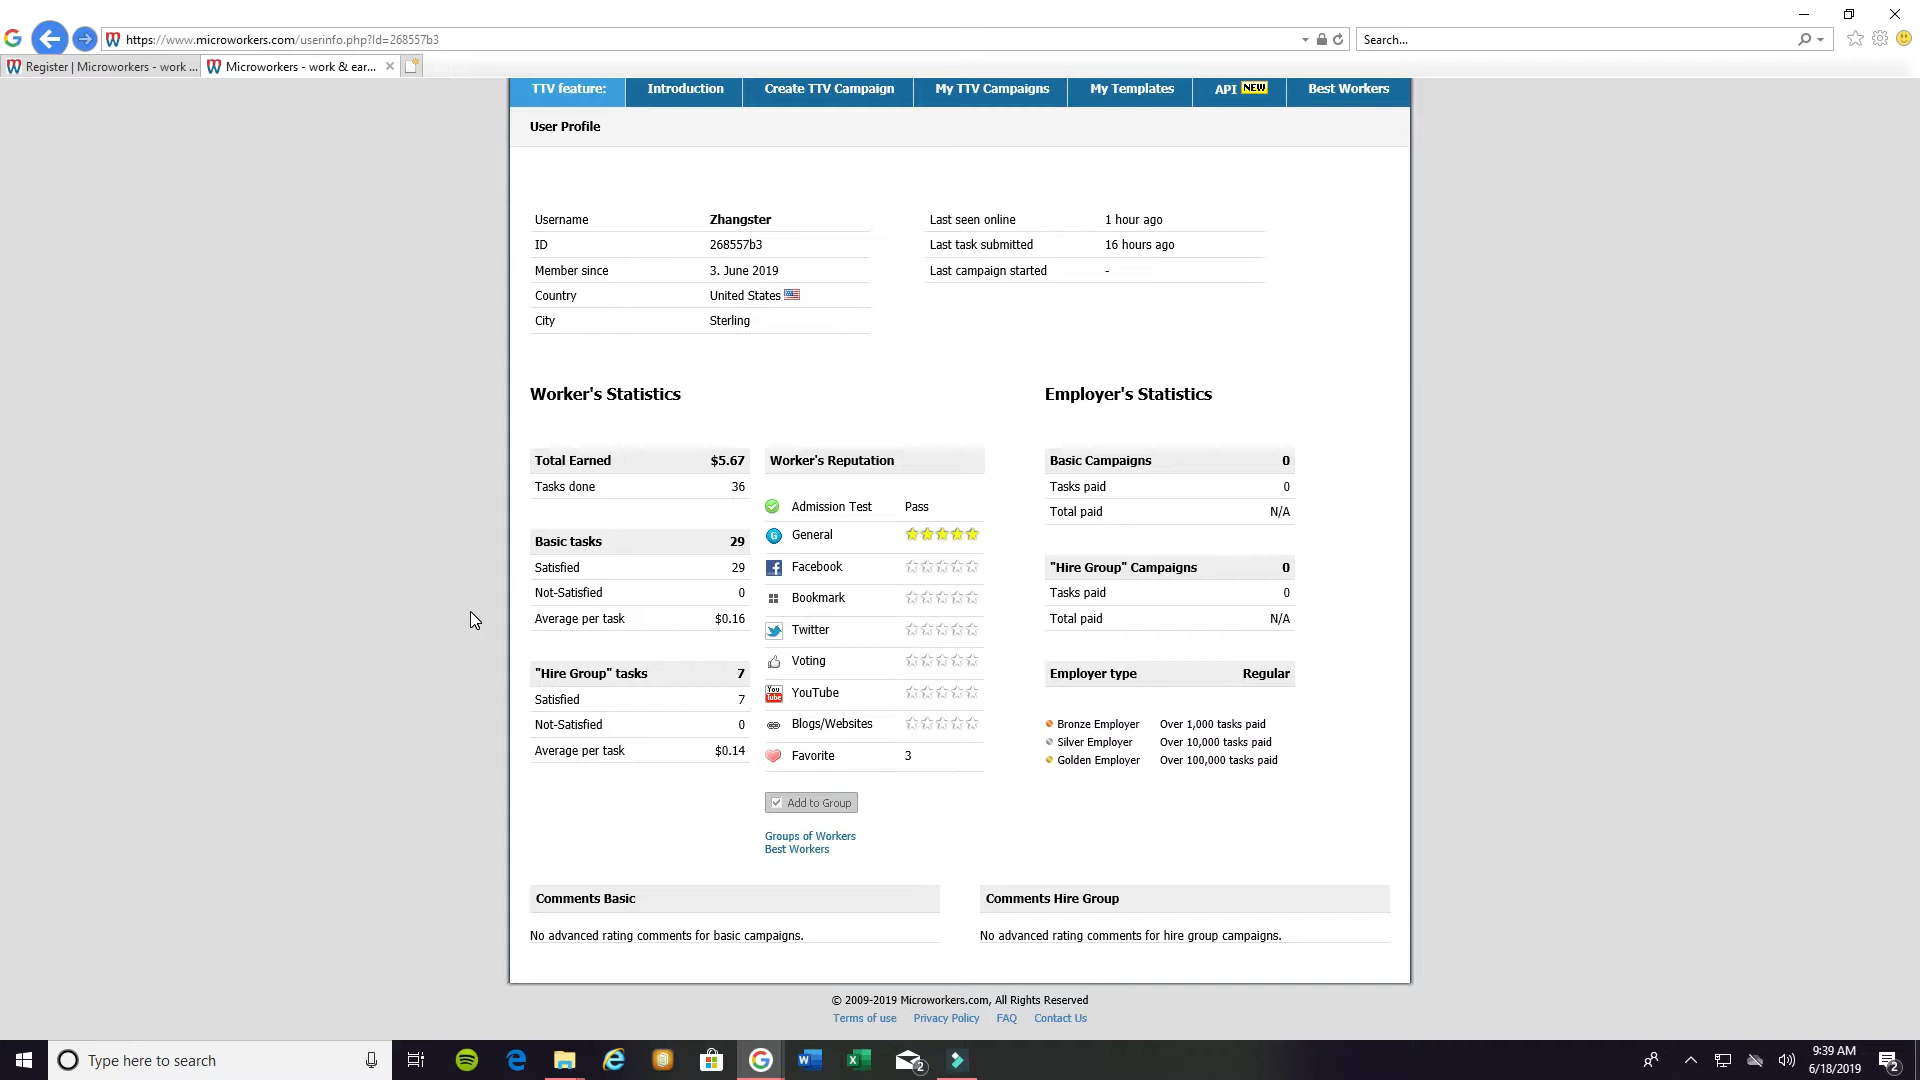 https://www.microworkers.com/userinfo.php?Id=268557b3
Search...
Register | Microworkers - work ...
Microworkers - work & ear...
TTV feature:
Introduction
Create TTV Campaign
My TTV Campaigns
My Templates
API NEW
Best Workers
User Profile
Username Zhangster
ID 268557b3
Member since 3. June 2019
Country United States
City Sterling
Last seen online 1 hour ago
Last task submitted 16 hours ago
Last campaign started -
Worker's Statistics
Total Earned $5.67
Tasks done 36
Basic tasks 29
Satisfied 29
Not-Satisfied 0
Average per task $0.16
"Hire Group" tasks 7
Satisfied 7
Not-Satisfied 0
Average per task $0.14
Worker's Reputation
Admission Test Pass
G General
Facebook
Bookmark
Twitter
Voting
You Tube YouTube
Blogs/Websites
Favorite 3
Add to Group
Groups of Workers
Best Workers
Employer's Statistics
Basic Campaigns 0
Tasks paid 0
Total paid N/A
"Hire Group" Campaigns 0
Tasks paid 0
Total paid N/A
Employer type Regular
Bronze Employer Over 1,000 tasks paid
Silver Employer Over 10,000 tasks paid
Golden Employer Over 100,000 tasks paid
Comments Basic
No advanced rating comments for basic campaigns.
Comments Hire Group
No advanced rating comments for hire group campaigns.
© 2009-2019 Microworkers.com, All Rights Reserved
Terms of use Privacy Policy FAQ Contact Us
Type here to search
2
9:39 AM
6/18/2019
2